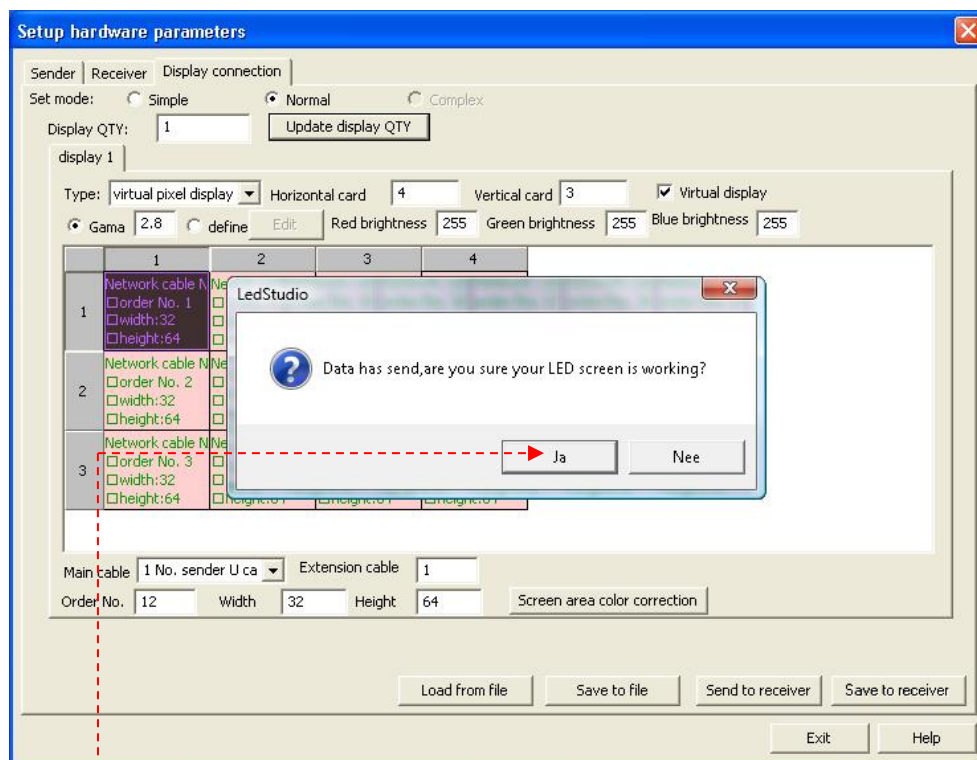 Setup hardware parameters
Sender Receiver Display connection
Set mode: Simple Normal Complex
Display QTY: 1 Update display QTY
display 1
Type: virtual pixel display Horizontal card 4 Vertical card 3 Virtual display
Gama 2.8 define Edit Red brightness 255 Green brightness 255 Blue brightness 255
1 2 3 4
Network cable N Ne
1 order No. 1
width:32
height:64
LedStudio
Data has send,are you sure your LED screen is working?
Network cable N Ne
2 order No. 2
width:32
height:64
Ja Nee
Network cable N Ne
3 order No. 3
width:32
height:64
Main cable 1 No. sender U ca Extension cable 1
Order No. 12 Width 32 Height 64 Screen area color correction
Load from file Save to file Send to receiver Save to receiver
Exit Help